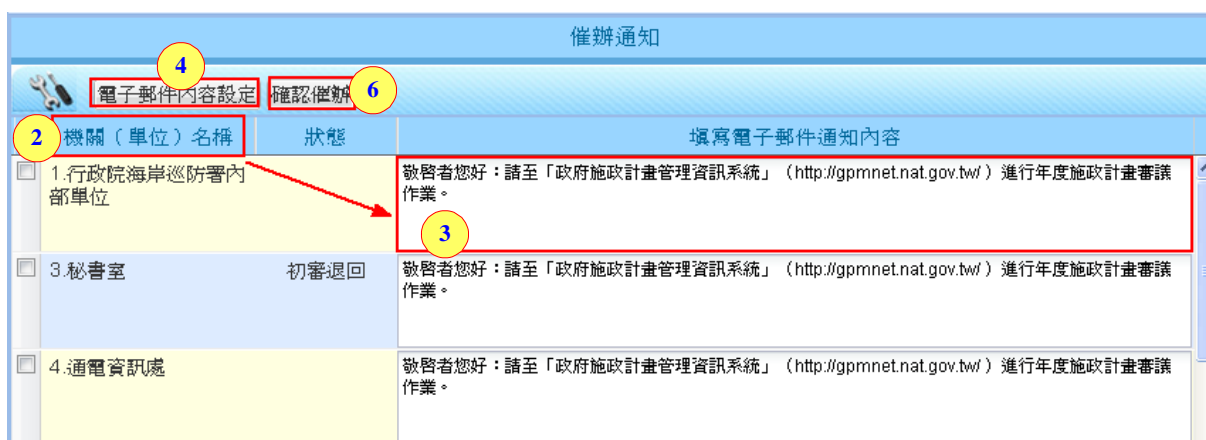 催辦通知
4
電子郵件內容設定 確認催辦 6
2 機關（單位）名稱 狀態 填寫電子郵件通知內容
1.行政院海岸巡防署內
部單位
敬啓者您好：請至「政府施政計畫管理資訊系統」（http://gpmnet.nat.gov.tw/）進行年度施政計畫審議
作業。
3
3.秘書室 初審退回
敬啓者您好：請至「政府施政計畫管理資訊系統」（http://gpmnet.nat.gov.tw/）進行年度施政計畫審議
作業。
4.通電資訊處
敬啓者您好：請至「政府施政計畫管理資訊系統」（http://gpmnet.nat.gov.tw/）進行年度施政計畫審議
作業。